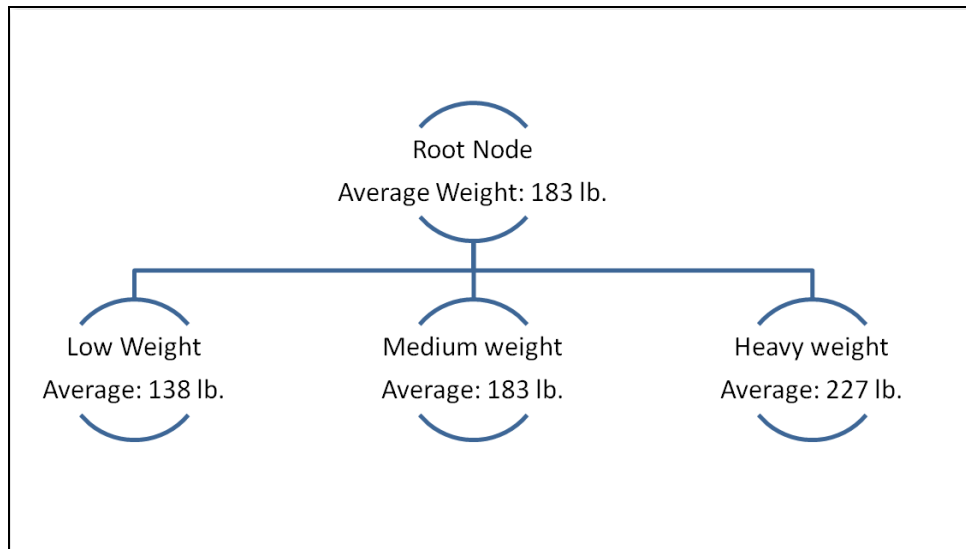 Root Node
Average Weight: 183 lb.
Low Weight
Average: 138 lb.
Medium weight
Average: 183 lb.
Heavy weight
Average: 227 lb.